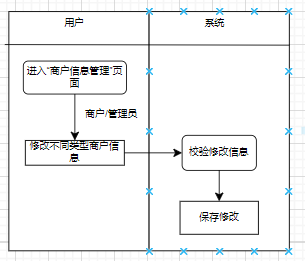 用户
系统
进入“商户信息管理”页
面
商户/管理员
修改不同类型商户信
息
校验修改信息
保存修改